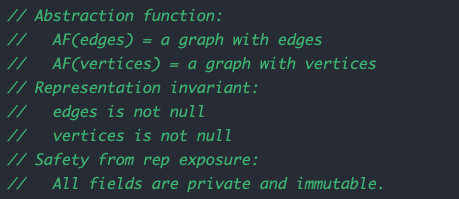 // Abstraction function:
//   AF(edges) = a graph with edges
//   AF(vertices) = a graph with vertices
// Representation invariant:
//   edges is not null
//   vertices is not null
// Safety from rep exposure:
//   All fields are private and immutable.